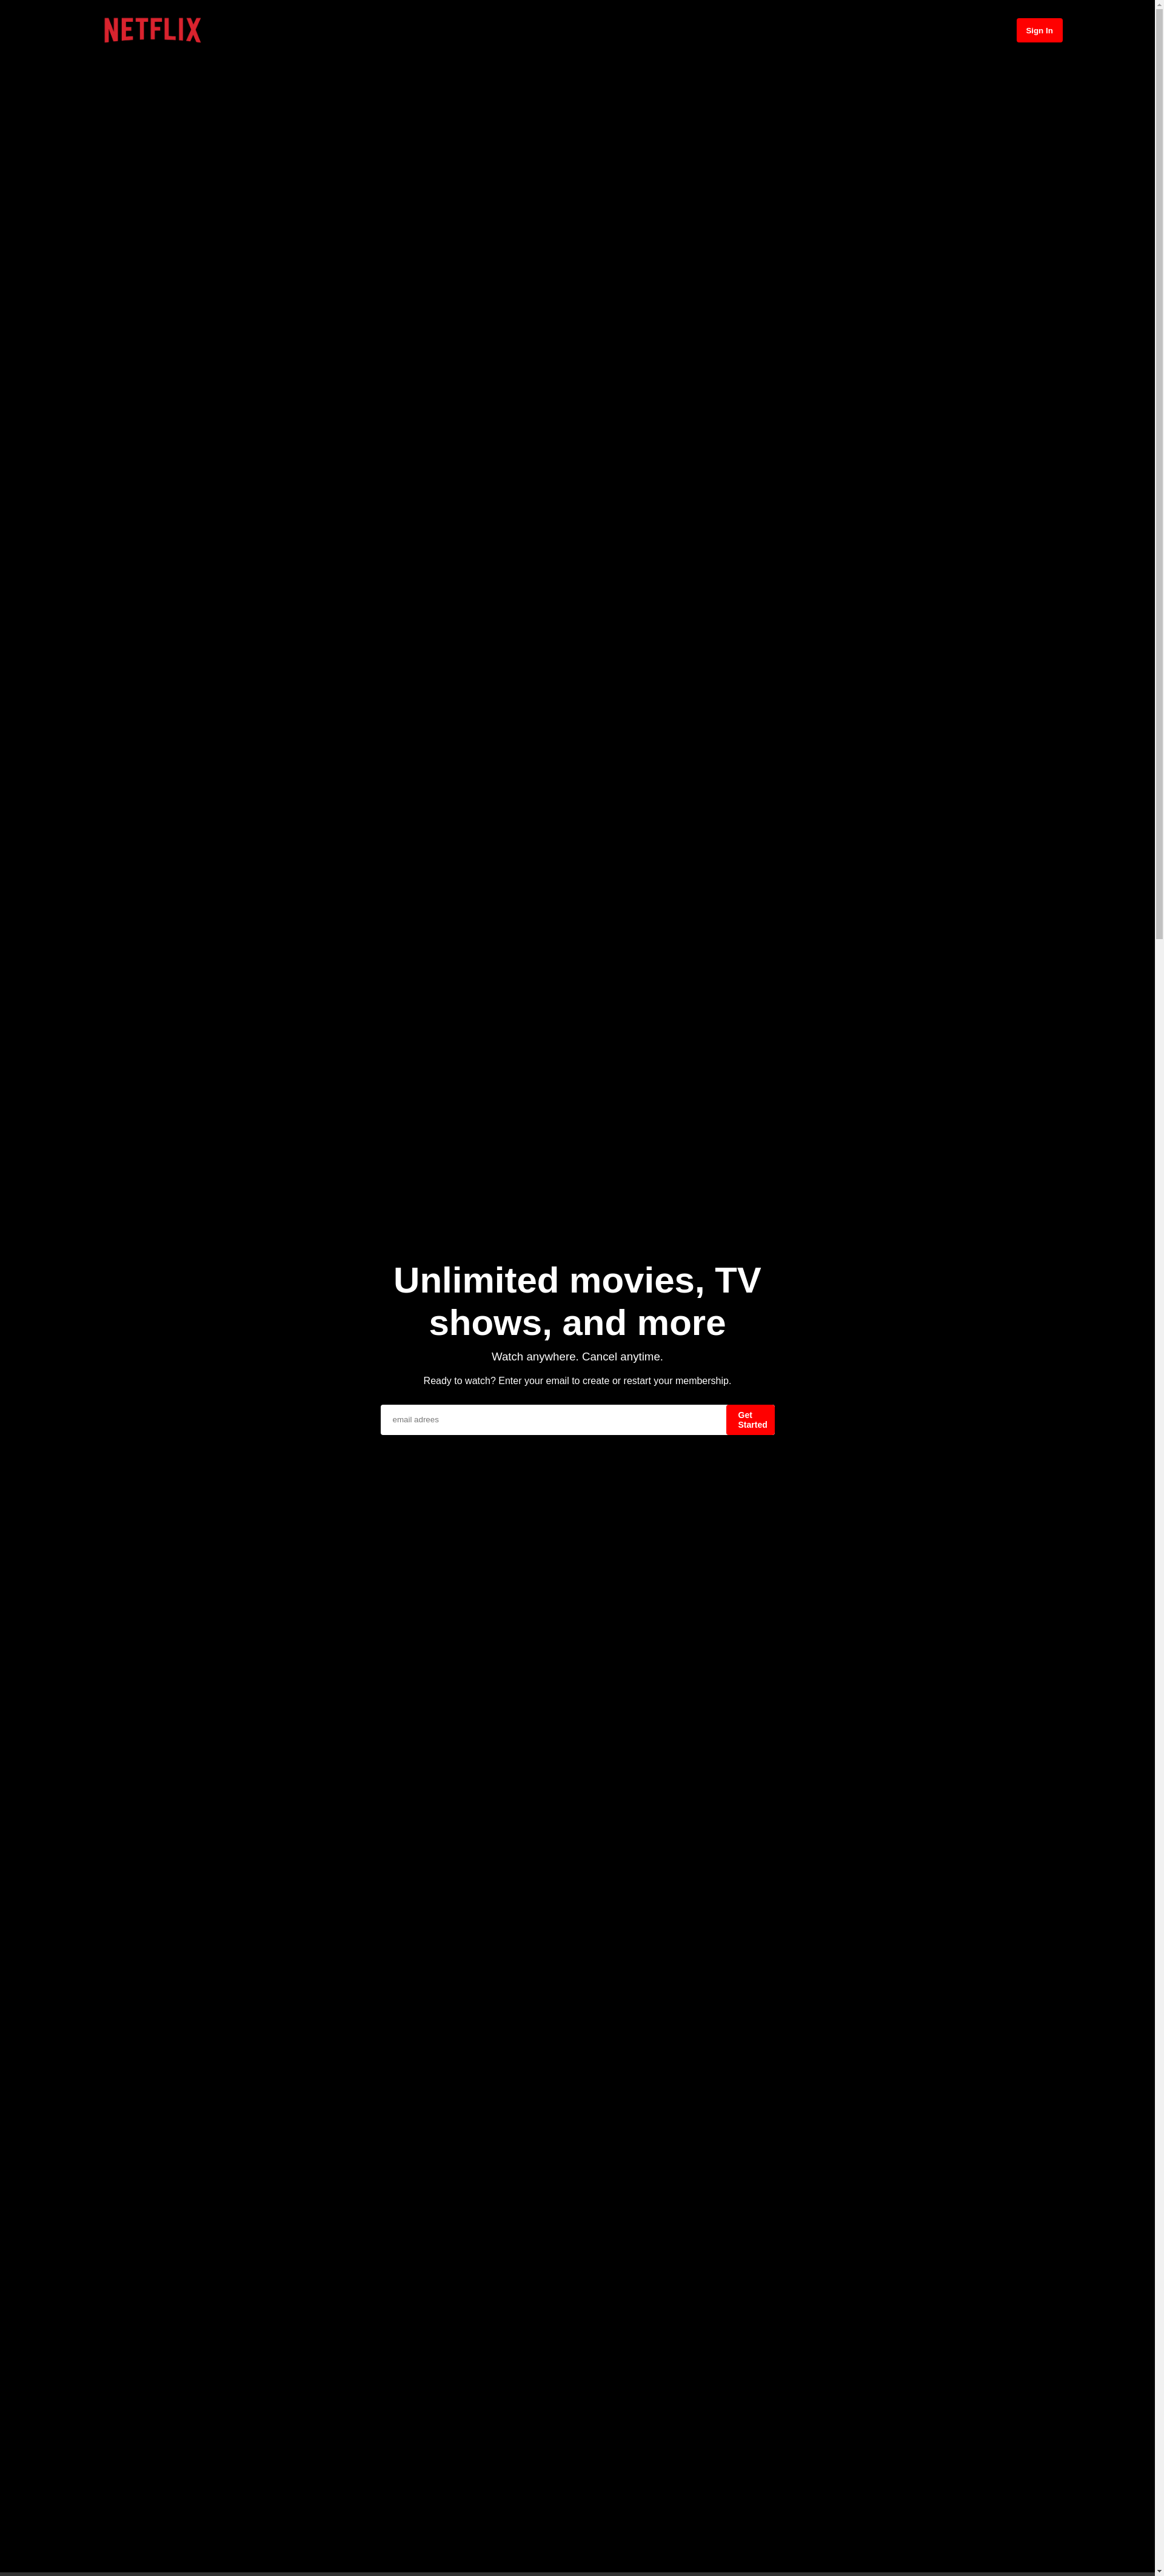 NETFLIX
Sign In
Unlimited movies, TV
shows, and more
Watch anywhere. Cancel anytime.
Ready to watch? Enter your email to create or restart your membership.
email adrees
Get
Started